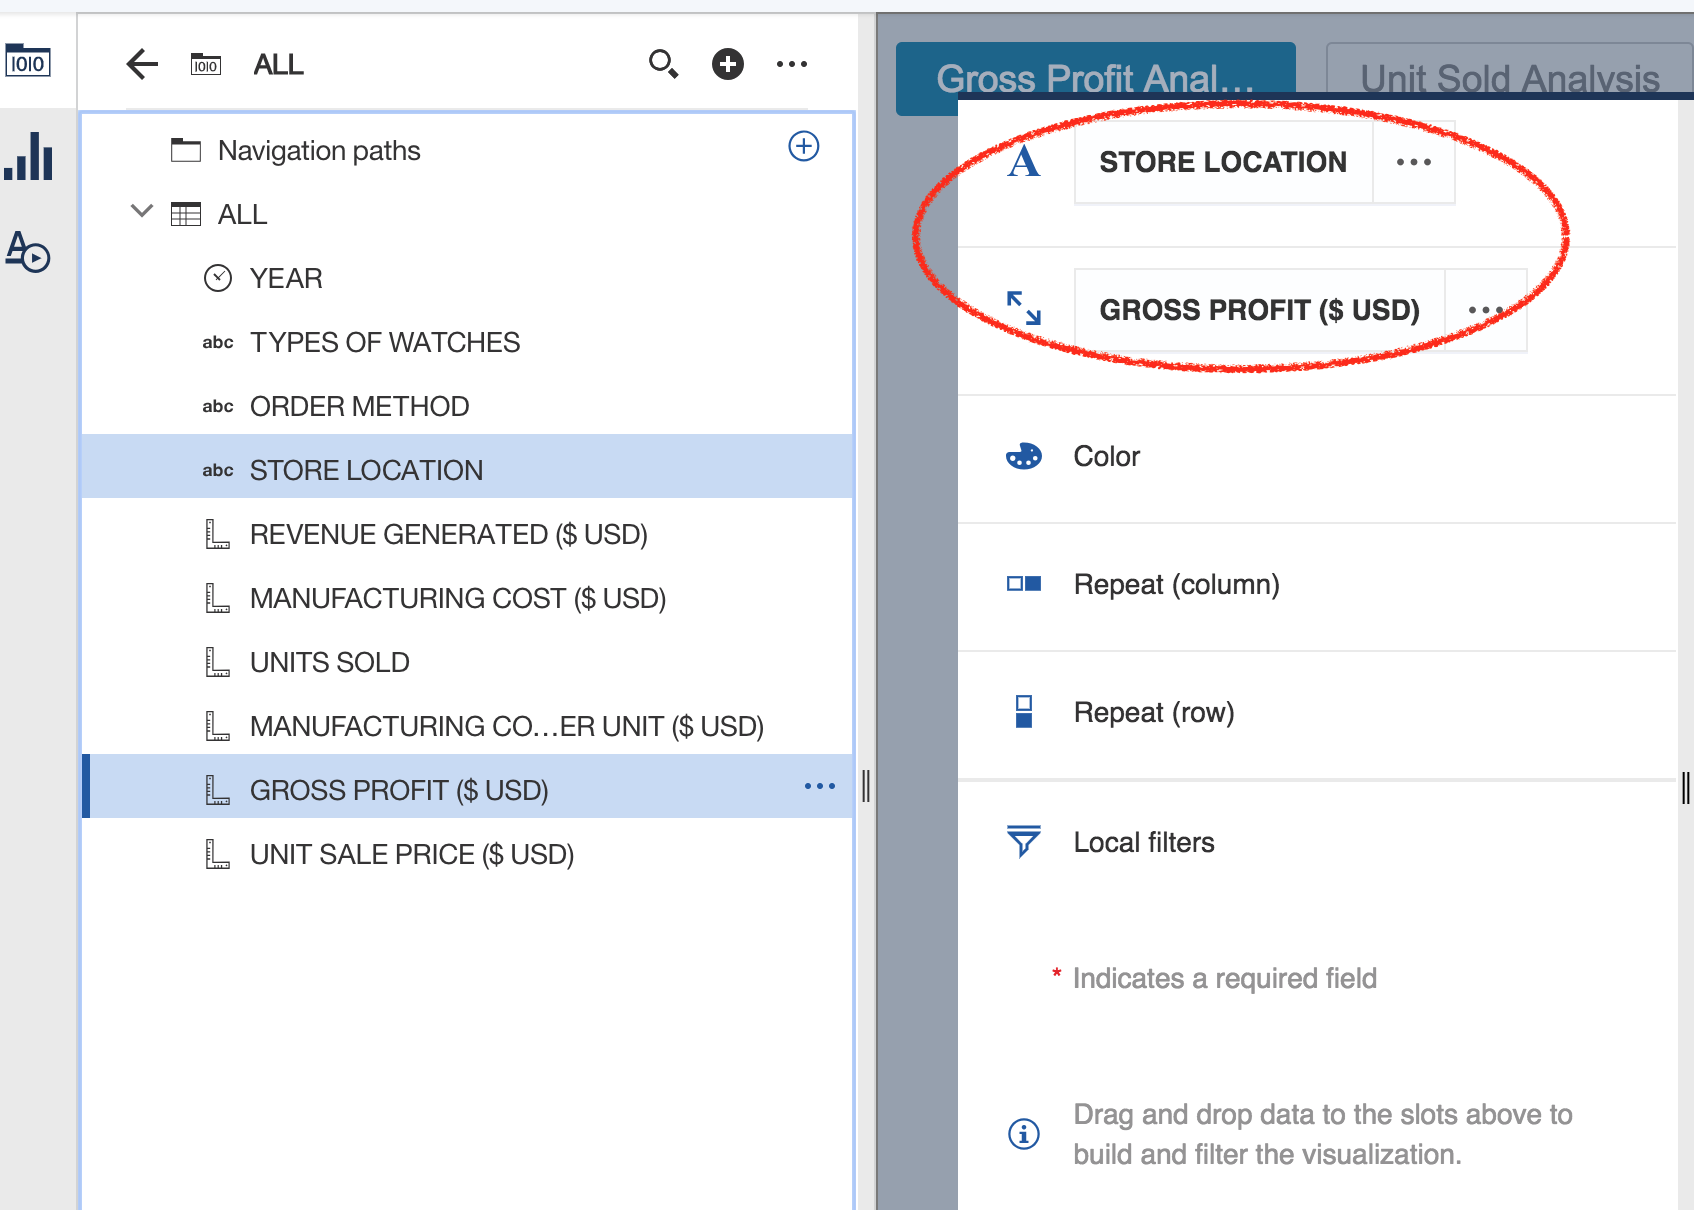 IOIO
IOIO
ALL
Navigation paths
ALL
YEAR
abc TYPES OF WATCHES
abc ORDER METHOD
abc STORE LOCATION
REVENUE GENERATED ($ USD)
MANUFACTURING COST ($ USD)
UNITS SOLD
MANUFACTURING CO...ER UNIT ($ USD)
GROSS PROFIT ($ USD)
UNIT SALE PRICE ($ USD)
Gross Profit Anal...
Unit Sold Analysis
A STORE LOCATION
GROSS PROFIT ($ USD)
Color
Repeat (column)
Repeat (row)
Local filters
* Indicates a required field
Drag and drop data to the slots above to
build and filter the visualization.